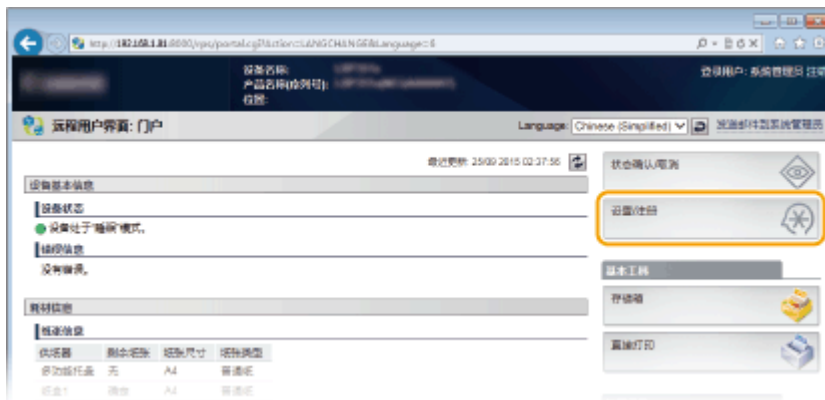 http://192.168.1.81:8000/rps/portal.cgi?Action=LANGCHANGE&Language=6
设备名称:
产品名称(序列号):
位置:
登录用户: 系统管理员 注销
远程用户界面: 门户
Language: Chinese (Simplified)
发送邮件到系统管理员
最近更新: 25/09 2015 02:37:56
设备基本信息
设备状态
设备处于"睡眠"模式。
错误信息
没有错误。
耗材信息
纸张信息
供纸器 剩余纸张 纸张尺寸 纸张类型
多功能托盘 无 A4 普通纸
纸盒1 A4 普通纸
状态确认/取消
设置/注册
基本工具
存储箱
直接打印